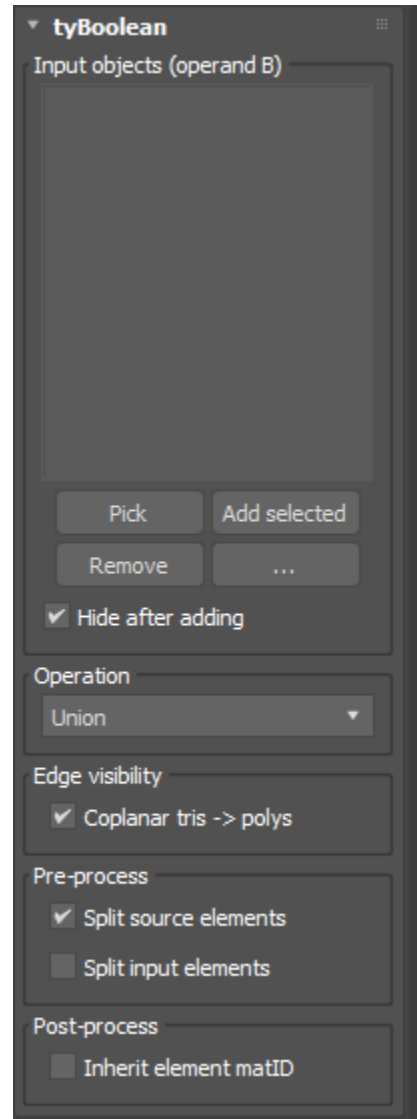 tyBoolean
Input objects (operand B)
Pick
Add selected
Remove
...
Hide after adding
Operation
Union
Edge visibility
Coplanar tris -> polys
Pre-process
Split source elements
Split input elements
Post-process
Inherit element matID